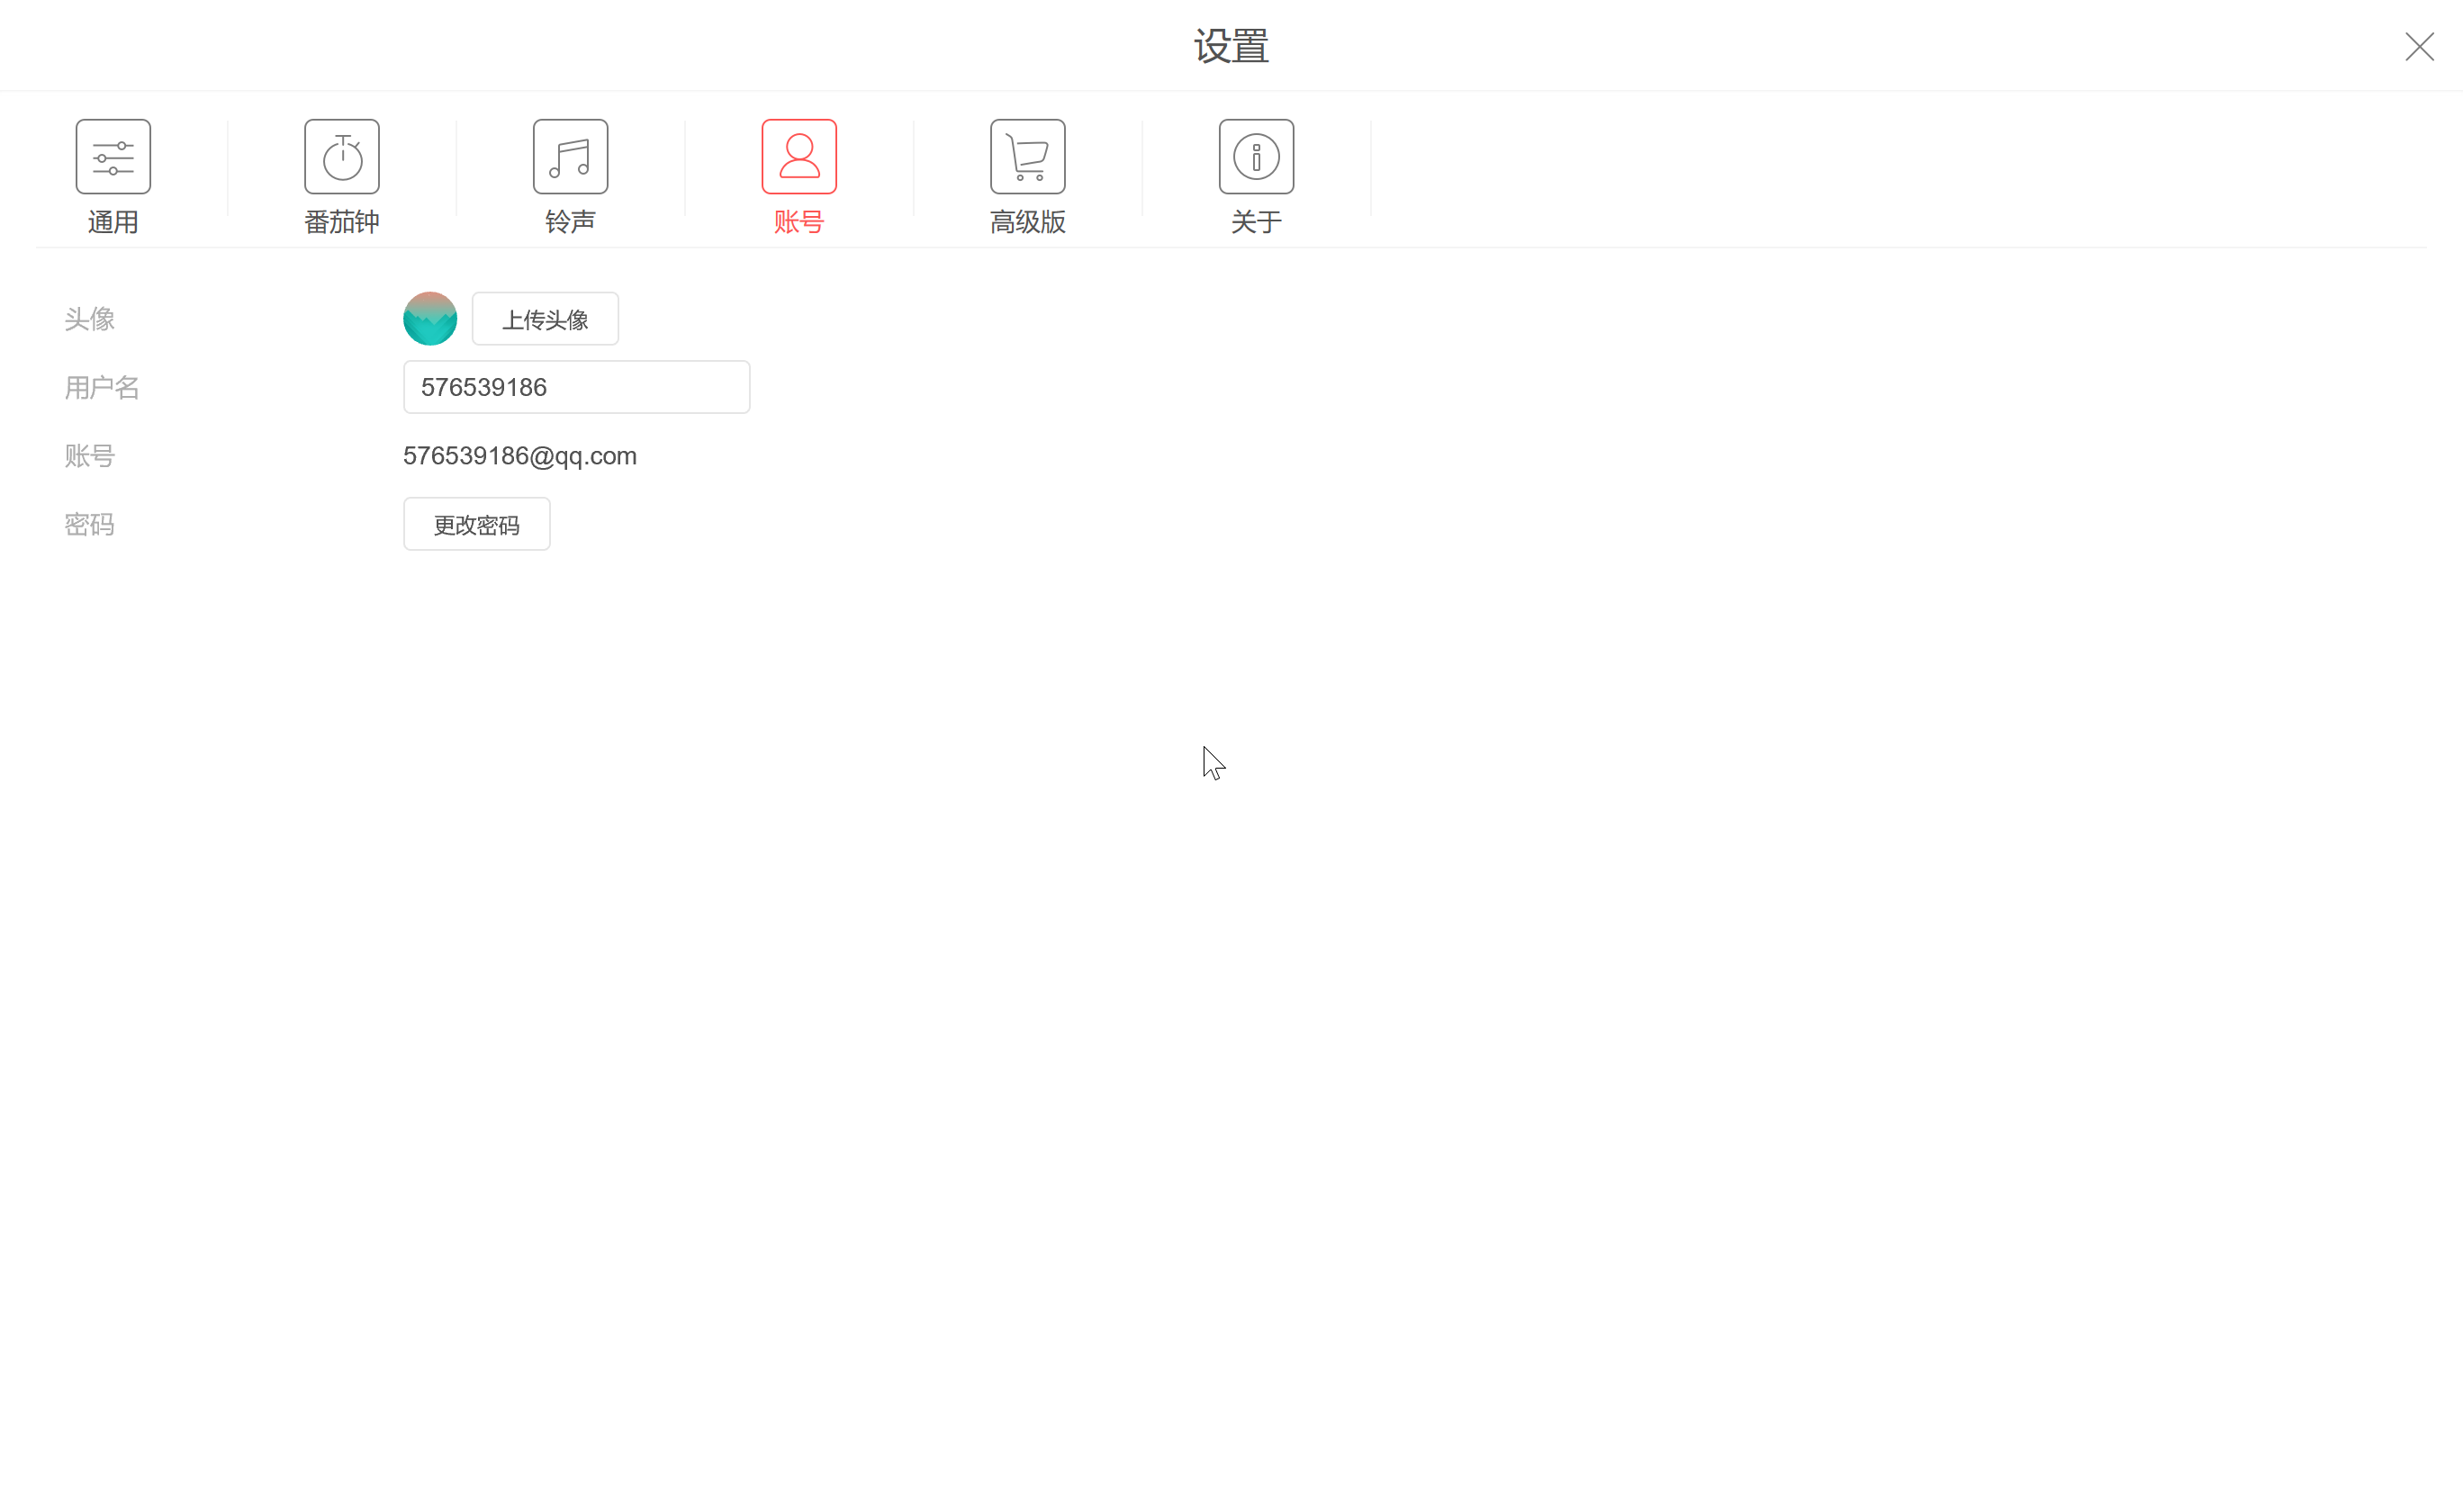 设置
通用
番茄钟
铃声
账号
高级版
关于
头像
上传头像
用户名
576539186
账号
576539186@qq.com
密码
更改密码